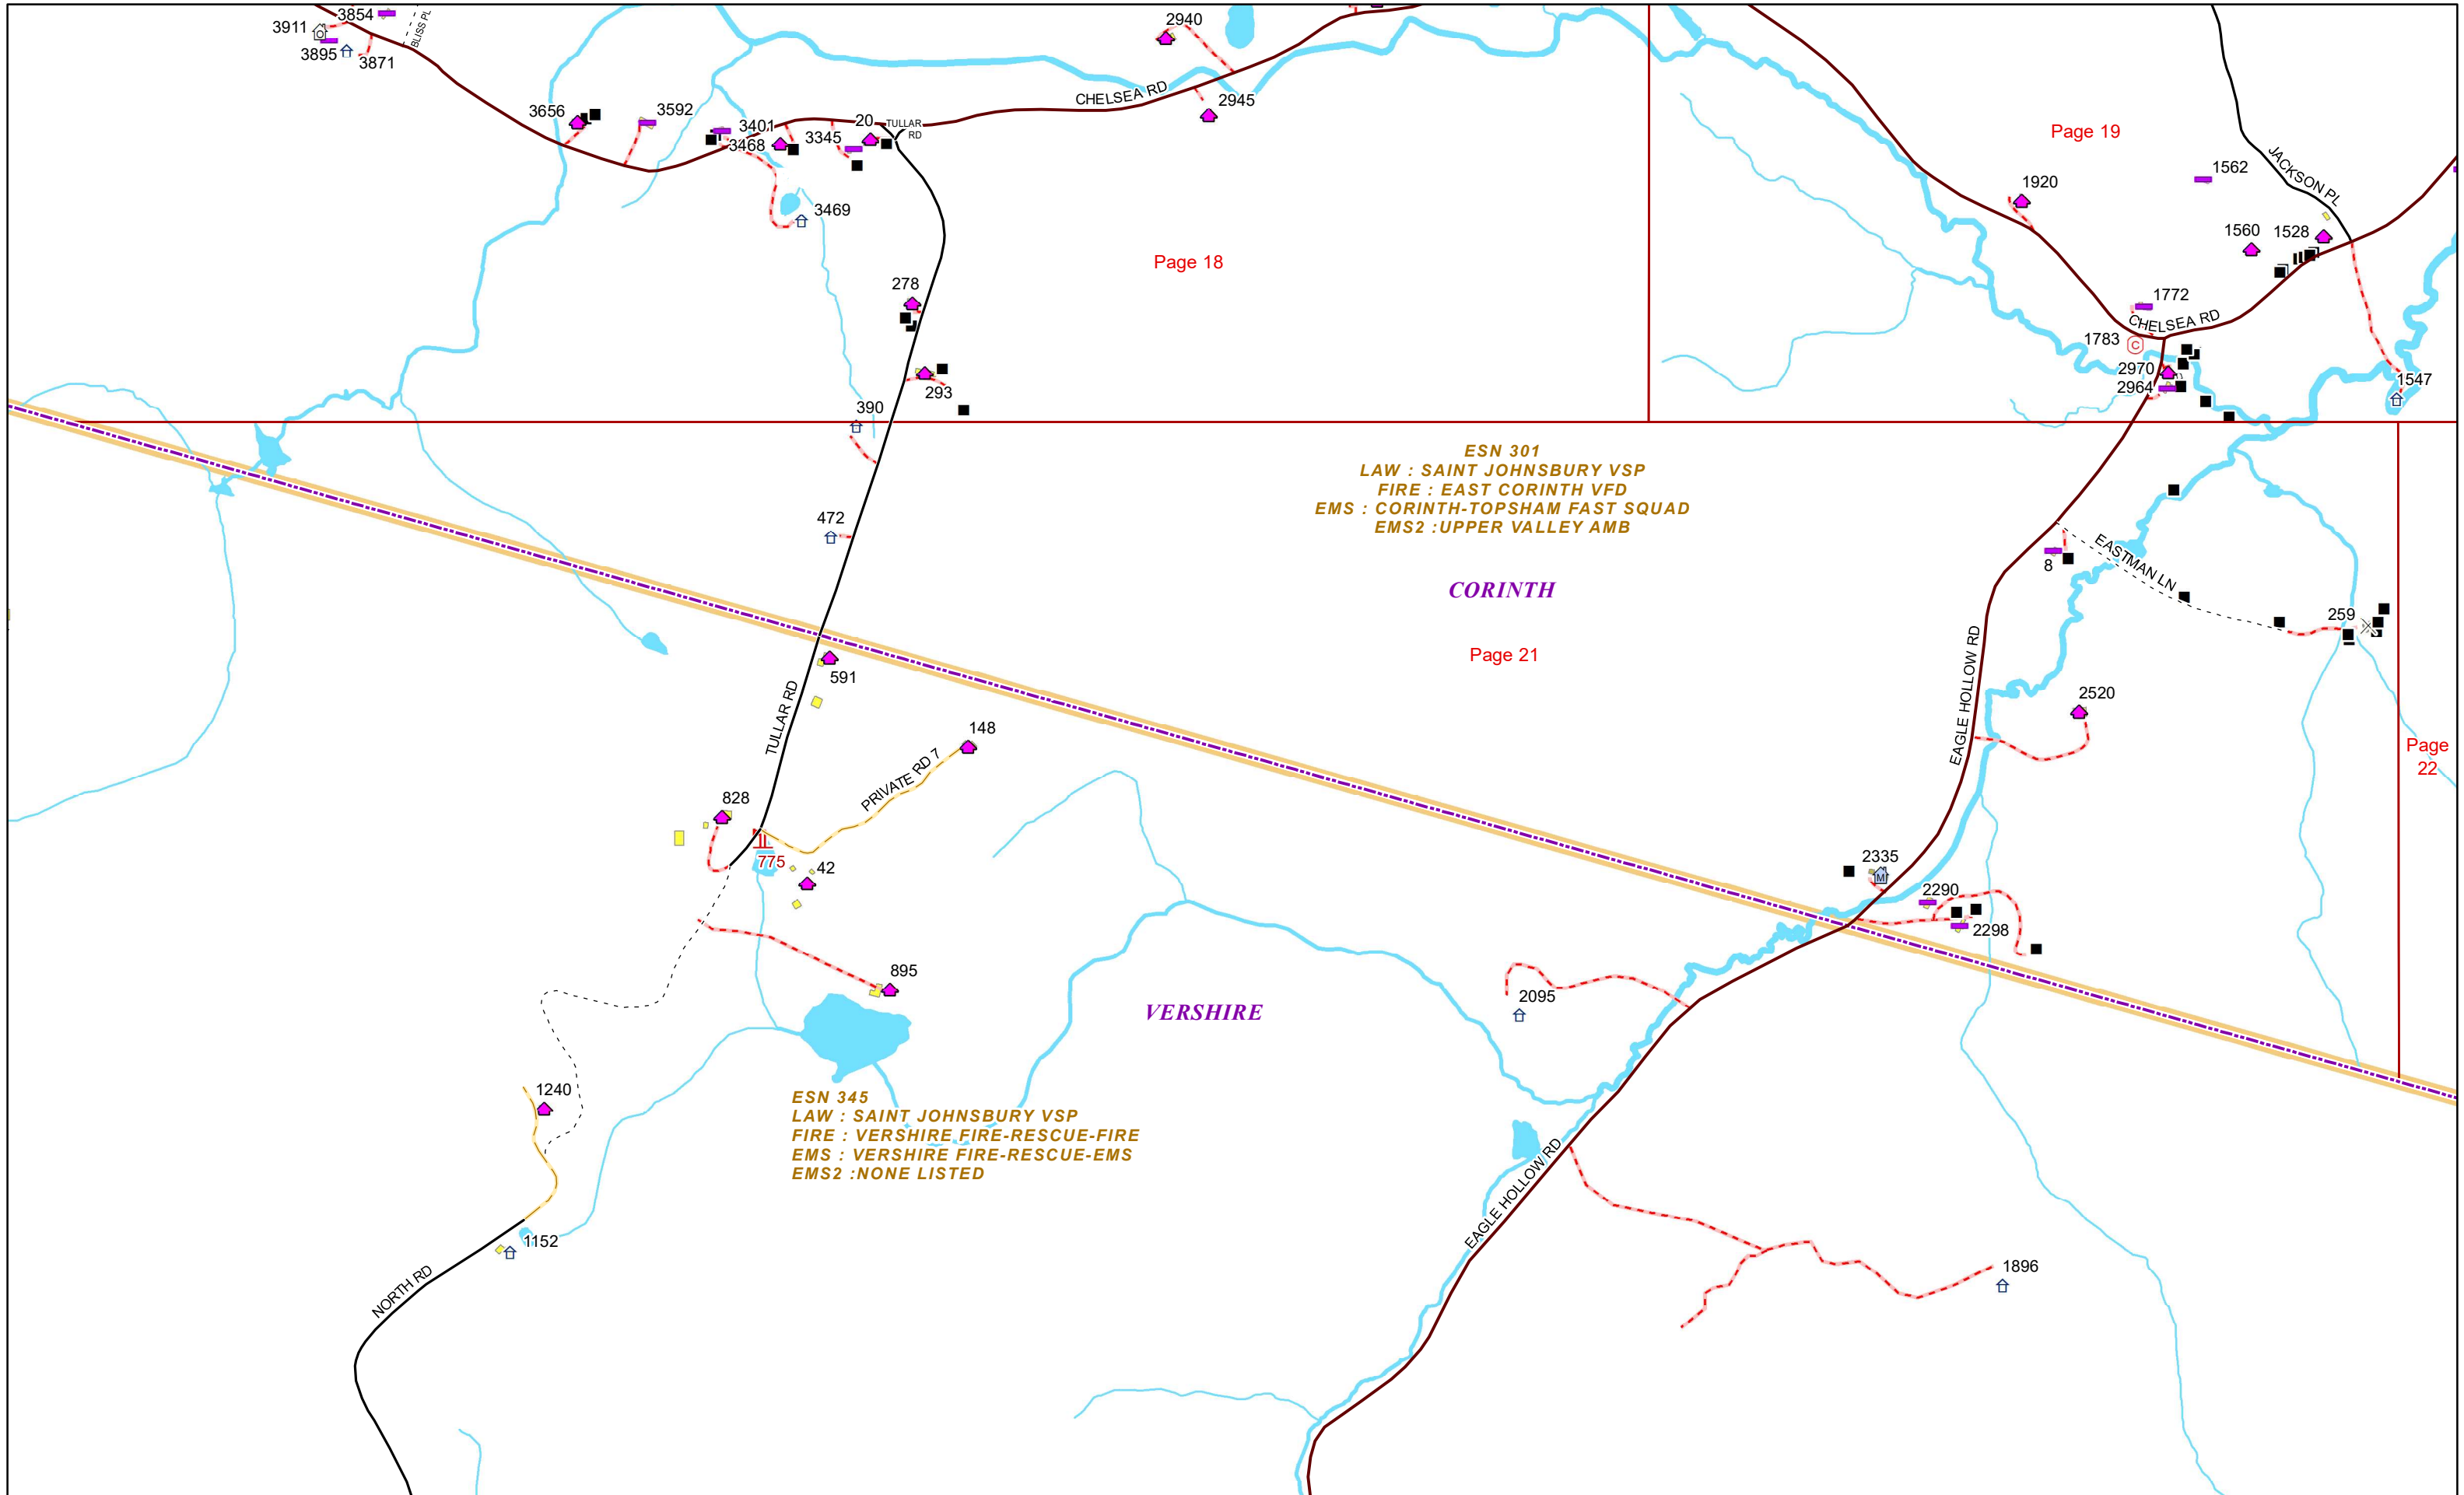 3854
3911
3895
3871
BLISS PL
2940
CHELSEA RD
2945
3656
3592
3401
3468
3345
20
TULLAR
RD
3469
Page 18
278
293
390
472
Page 19
JACKSON PL
1562
1920
1560
1528
1772
CHELSEA RD
1783
C
2970
2964
1547
ESN 301
LAW : SAINT JOHNSBURY VSP
FIRE : EAST CORINTH VFD
EMS : CORINTH-TOPSHAM FAST SQUAD
EMS2 :UPPER VALLEY AMB
CORINTH
Page 21
8
EASTMAN LN
259
EAGLE HOLLOW RD
2520
Page
22
591
TULLAR RD
148
PRIVATE RD 7
828
775
42
895
2335
M
2290
2298
2095
VERSHIRE
ESN 345
LAW : SAINT JOHNSBURY VSP
FIRE : VERSHIRE FIRE-RESCUE-FIRE
EMS : VERSHIRE FIRE-RESCUE-EMS
EMS2 :NONE LISTED
1240
1152
NORTH RD
EAGLE HOLLOW RD
1896